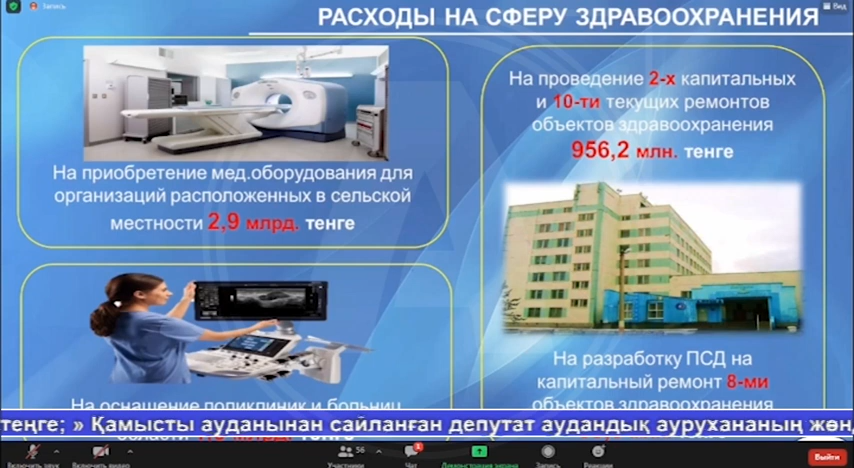 Запись
Вид
РАСХОДЫ НА СФЕРУ ЗДРАВООХРАНЕНИЯ
На приобретение мед.оборудования для
организаций расположенных в сельской
местности 2,9 млрд. тенге
На проведение 2-х капитальных
и 10-ти текущих ремонтов
объектов здравоохранения
956,2 млн. тенге
На разработку ПСД на
капитальный ремонт 8-ми
объектов здравоохранения
На оснащение поликлиник и больниц
теңге; » Қамысты ауданынан сайланған депутат аудандық аурухананың жөнд
56
1
Включить звук
Включить видео
Участники
Чат
Демонстрация экрана
Запись
Реакции
Выйти